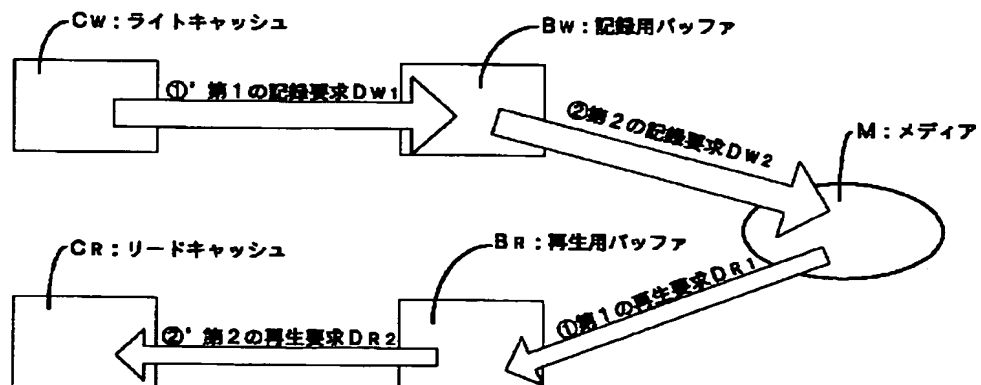 CW:ライトキャッシュ
BW:記録用バッファ
①'第1の記録要求DW1
②第2の記録要求DW2
M:メディア
CR:リードキャッシュ
BR:再生用バッファ
①第1の再生要求DR1
②'第2の再生要求DR2